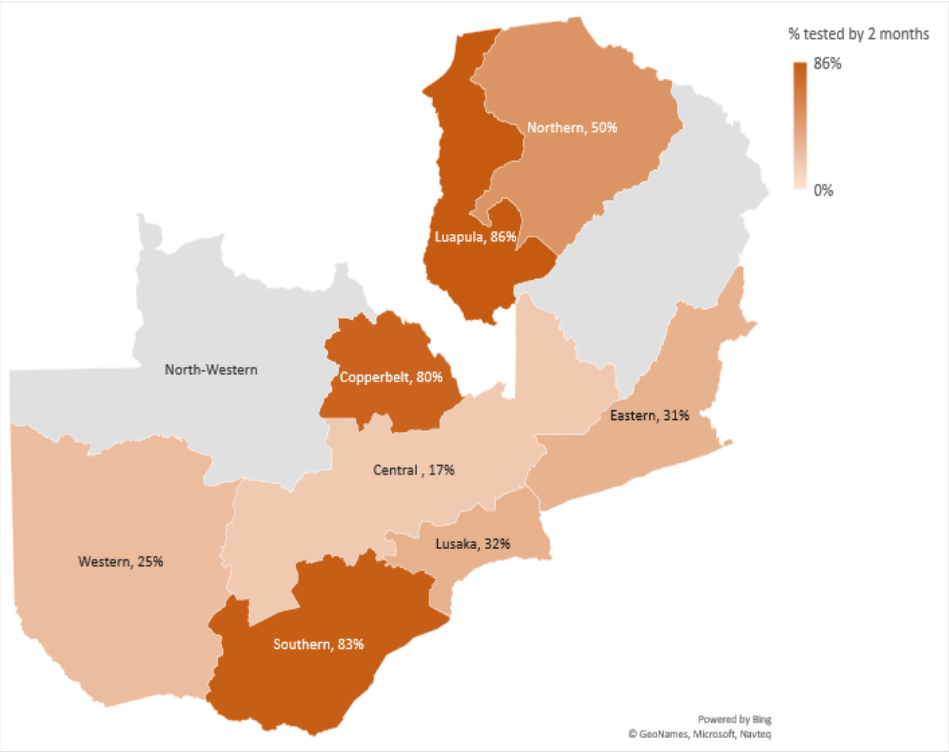 % tested by 2 months
86%
0%
Northern, 50%
Luapula, 86%
North-Western
Copperbelt, 80%
Eastern, 31%
Central , 17%
Lusaka, 32%
Western, 25%
Southern, 83%
Powered by Bing
© GeoNames, Microsoft, Navteq